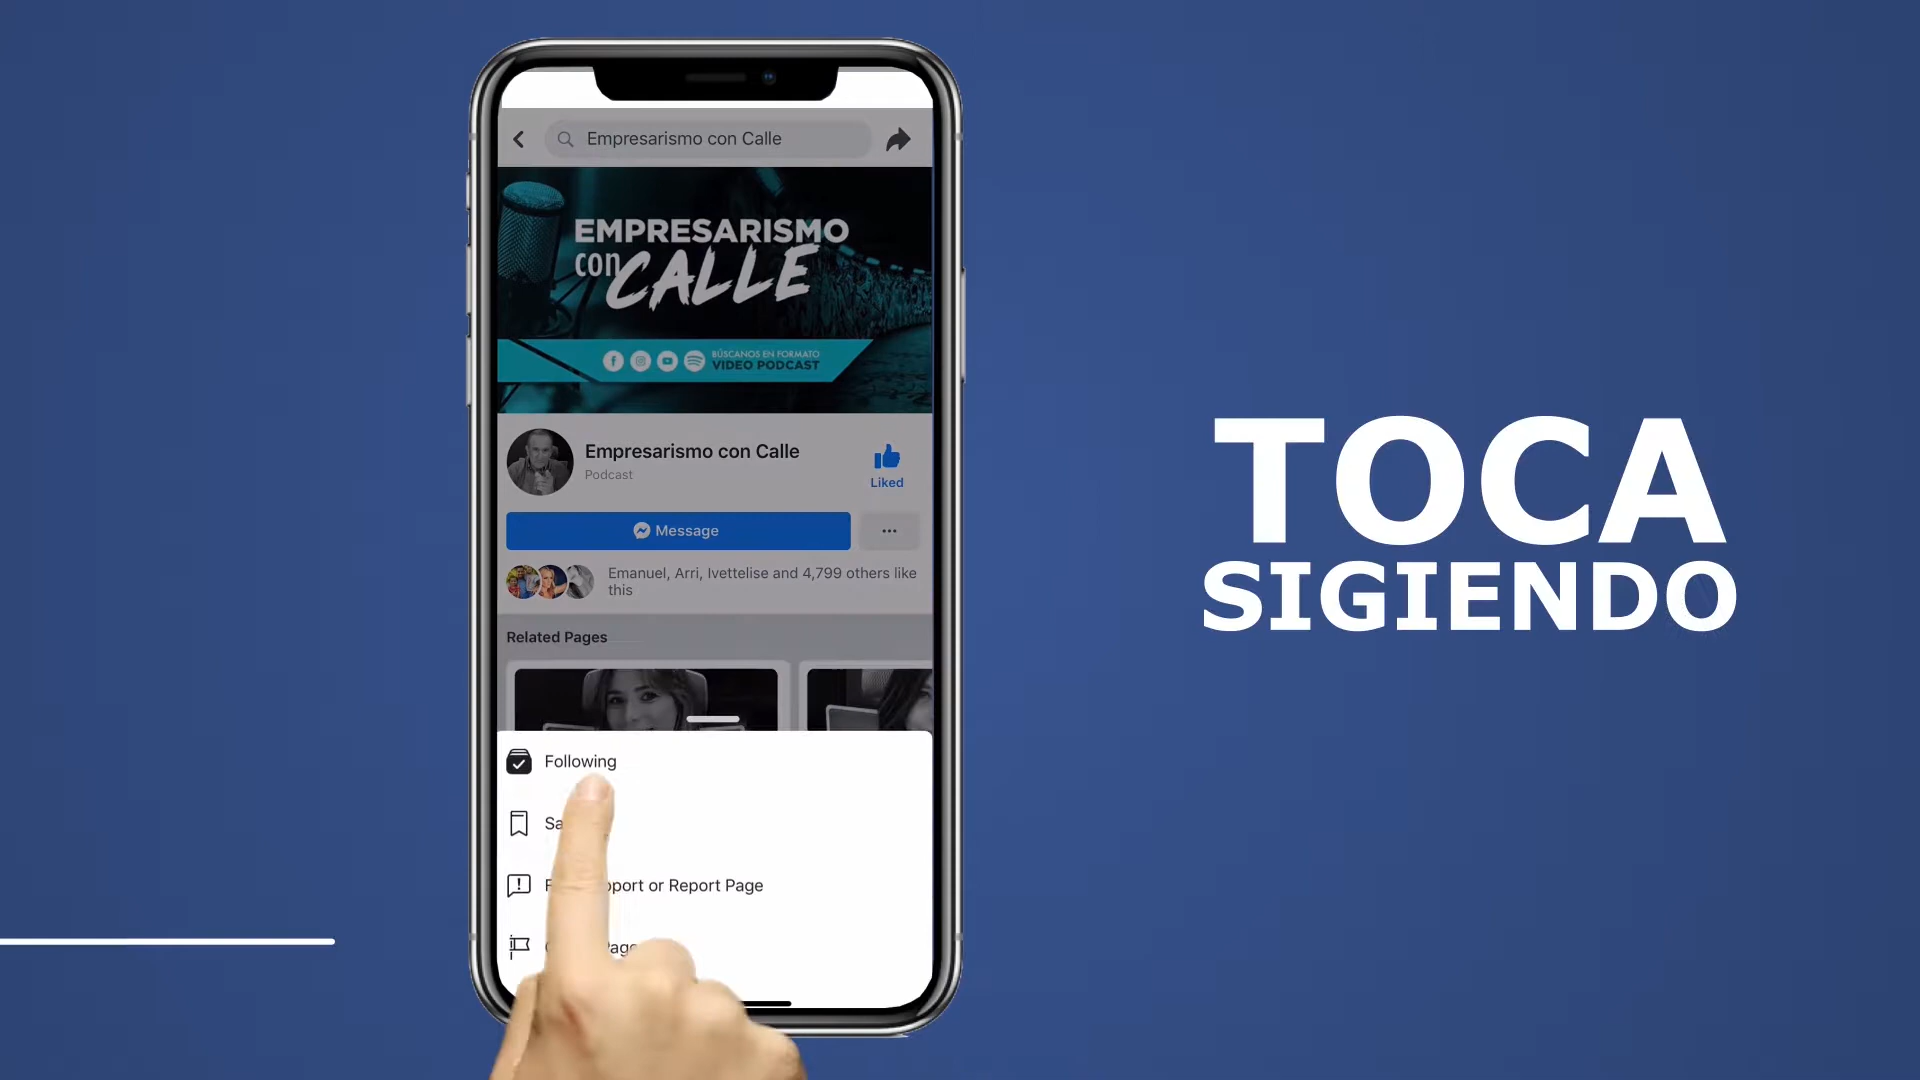 Empresarismo con Calle
EMPRESARISMO
con CALLE
BÚSCANOS EN FORMATO
VIDEO PODCAST
Empresarismo con Calle
Podcast
Liked
Message
Emanuel, Arri, Ivettelise and 4,799 others like
this
Related Pages
Following
Sa
port or Report Page
TOCA
SIGIENDO